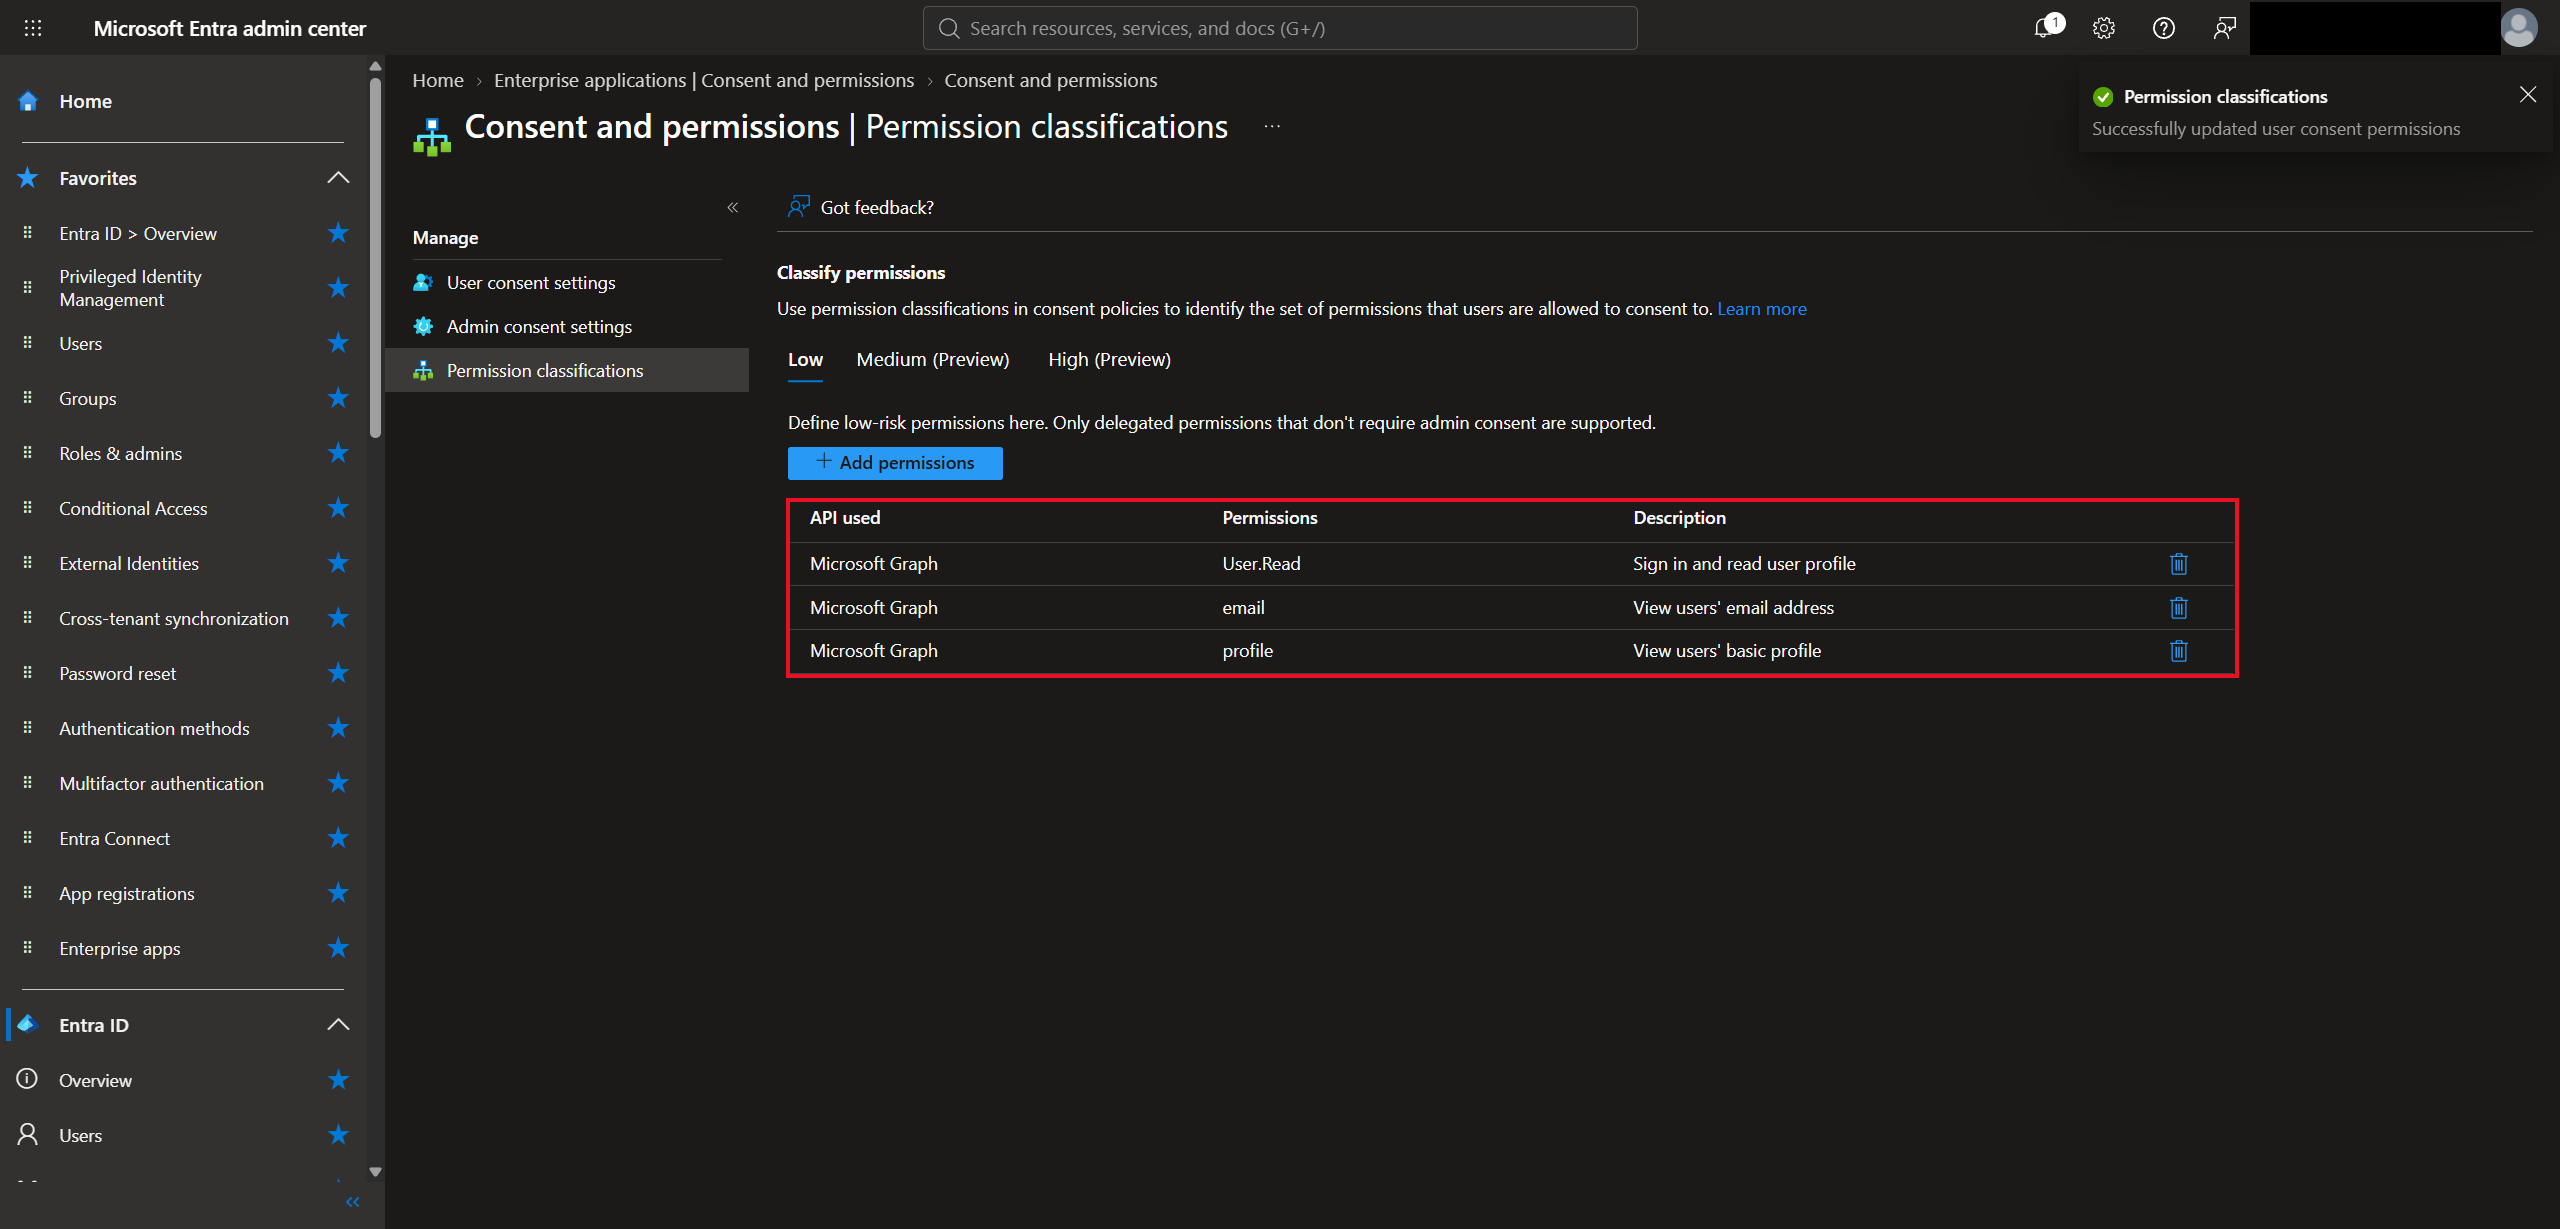 Microsoft Entra admin center
Search resources, services, and docs (G+/)
1
Home
Favorites
Entra ID > Overview
Privileged Identity
Management
Users
Groups
Roles & admins
Conditional Access
External Identities
Cross-tenant synchronization
Password reset
Authentication methods
Multifactor authentication
Entra Connect
App registrations
Enterprise apps
Entra ID
Overview
Users
Home › Enterprise applications | Consent and permissions › Consent and permissions
Consent and permissions | Permission classifications ...
Manage
User consent settings
Admin consent settings
Permission classifications
Got feedback?
Classify permissions
Use permission classifications in consent policies to identify the set of permissions that users are allowed to consent to. Learn more
Low Medium (Preview) High (Preview)
Define low-risk permissions here. Only delegated permissions that don't require admin consent are supported.
+ Add permissions
API used Permissions Description
Microsoft Graph User.Read Sign in and read user profile
Microsoft Graph email View users' email address
Microsoft Graph profile View users' basic profile
Permission classifications
Successfully updated user consent permissions